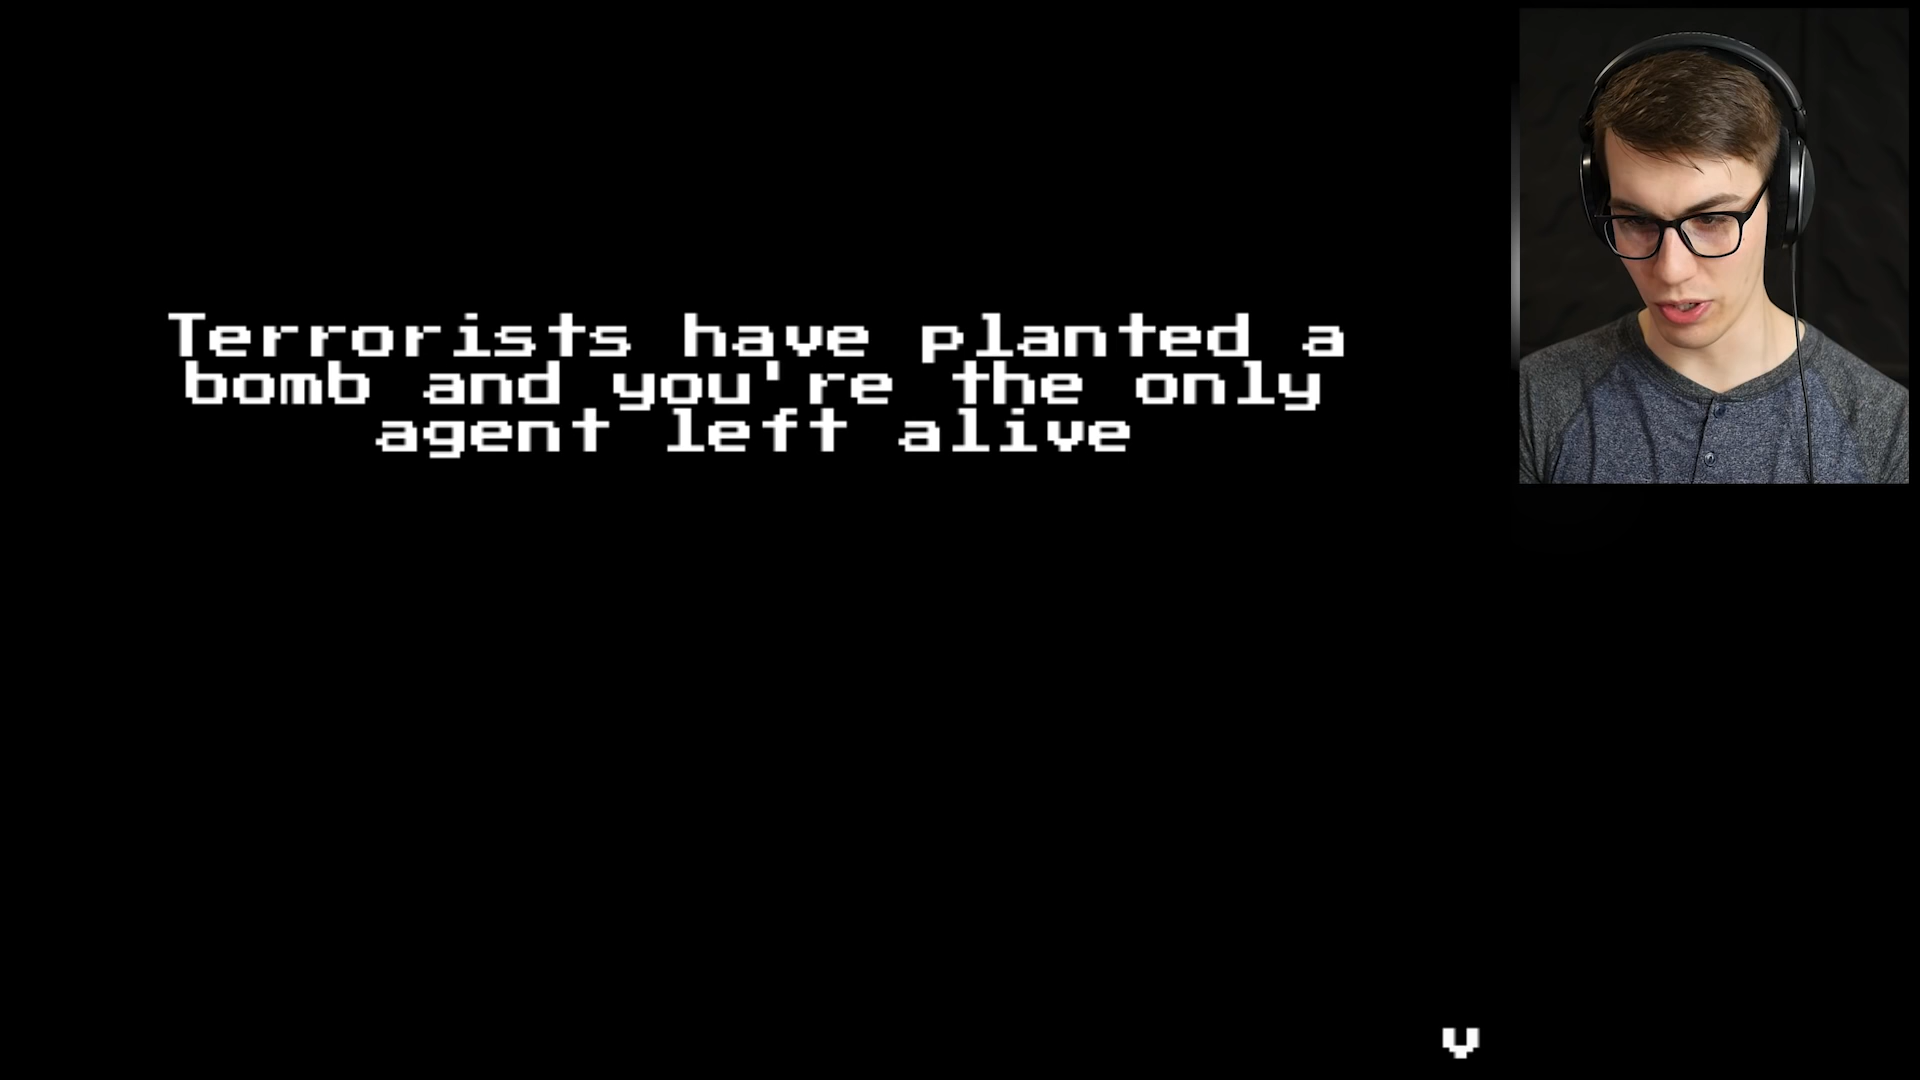 Terrorists have planted a
bomb and you're the only
agent left alive
v